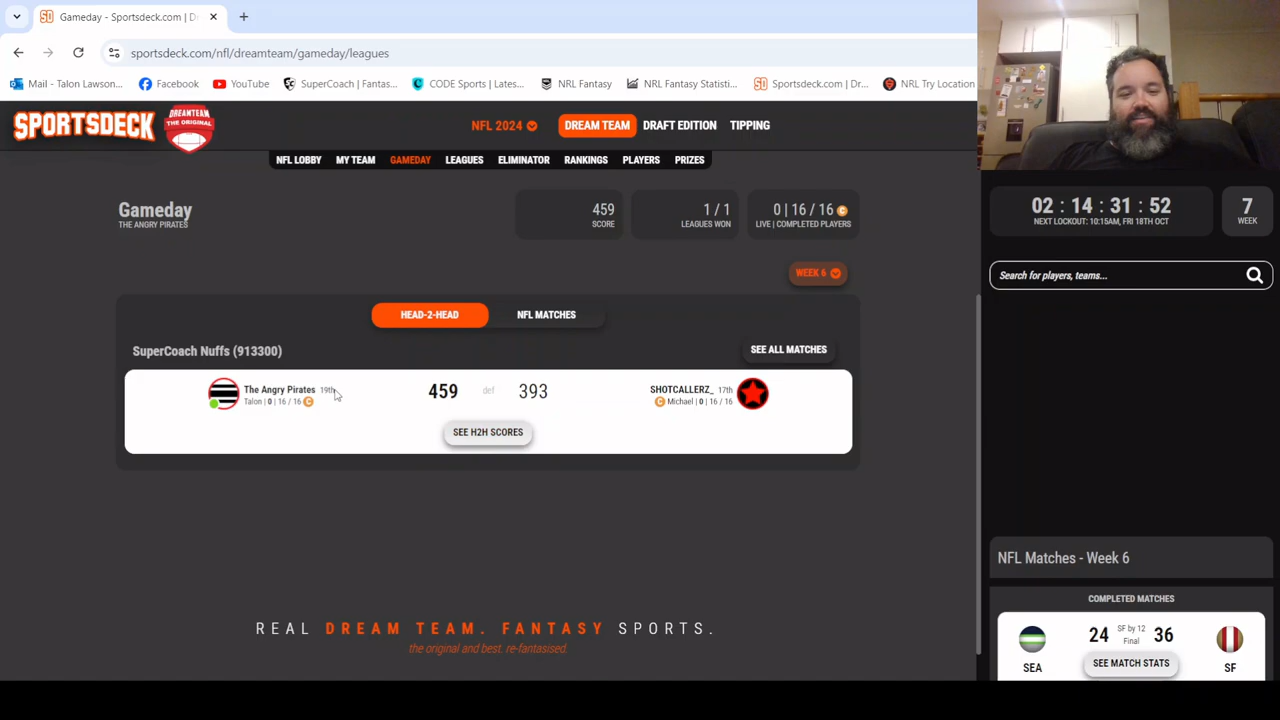 Gameday - Sportsdeck.com | D
sportsdeck.com/nfl/dreamteam/gameday/leagues
Mail - Talon Lawson... Facebook YouTube SuperCoach | Fantas... CODE Sports | Lates... NRL Fantasy NRL Fantasy Statisti... Sportsdeck.com | Dr... NRL Try Location
SPORTSDECK DREAMTEAM THE ORIGINAL NFL 2024 DREAM TEAM DRAFT EDITION TIPPING
NFL LOBBY MY TEAM GAMEDAY LEAGUES ELIMINATOR RANKINGS PLAYERS PRIZES
Gameday
THE ANGRY PIRATES
459
SCORE
1 / 1
LEAGUES WON
0 | 16 / 16 C
LIVE | COMPLETED PLAYERS
02 : 14 : 31 : 52
NEXT LOCKOUT: 10:15AM, FRI 18TH OCT
7
WEEK
WEEK 6
Search for players, teams...
HEAD-2-HEAD NFL MATCHES
SuperCoach Nuffs (913300) SEE ALL MATCHES
The Angry Pirates 19th
Talon | 0 | 16 / 16 C
459 def 393
SHOTCALLERZ_ 17th
C Michael | 0 | 16 / 16
SEE H2H SCORES
REAL DREAM TEAM. FANTASY SPORTS.
the original and best. re-fantasised.
NFL Matches - Week 6
COMPLETED MATCHES
24 SF by 12 36
Final
SEA SEE MATCH STATS SF